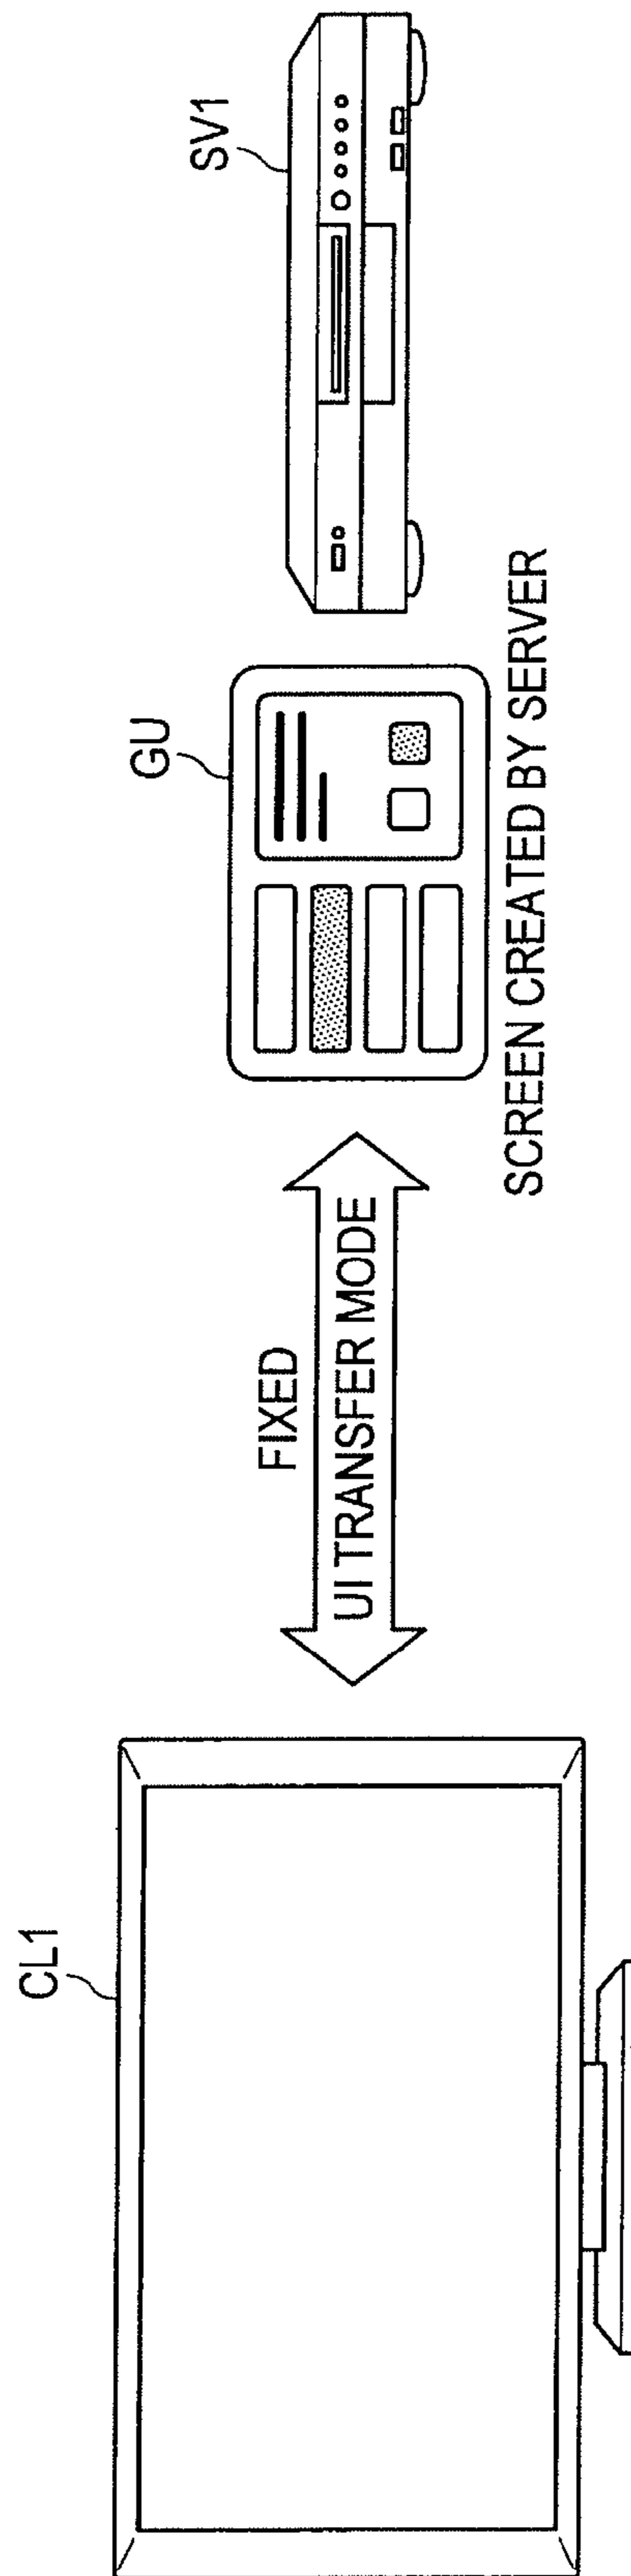 CL1
FIXED
UI TRANSFER MODE
GU
SCREEN CREATED BY SERVER
SV1